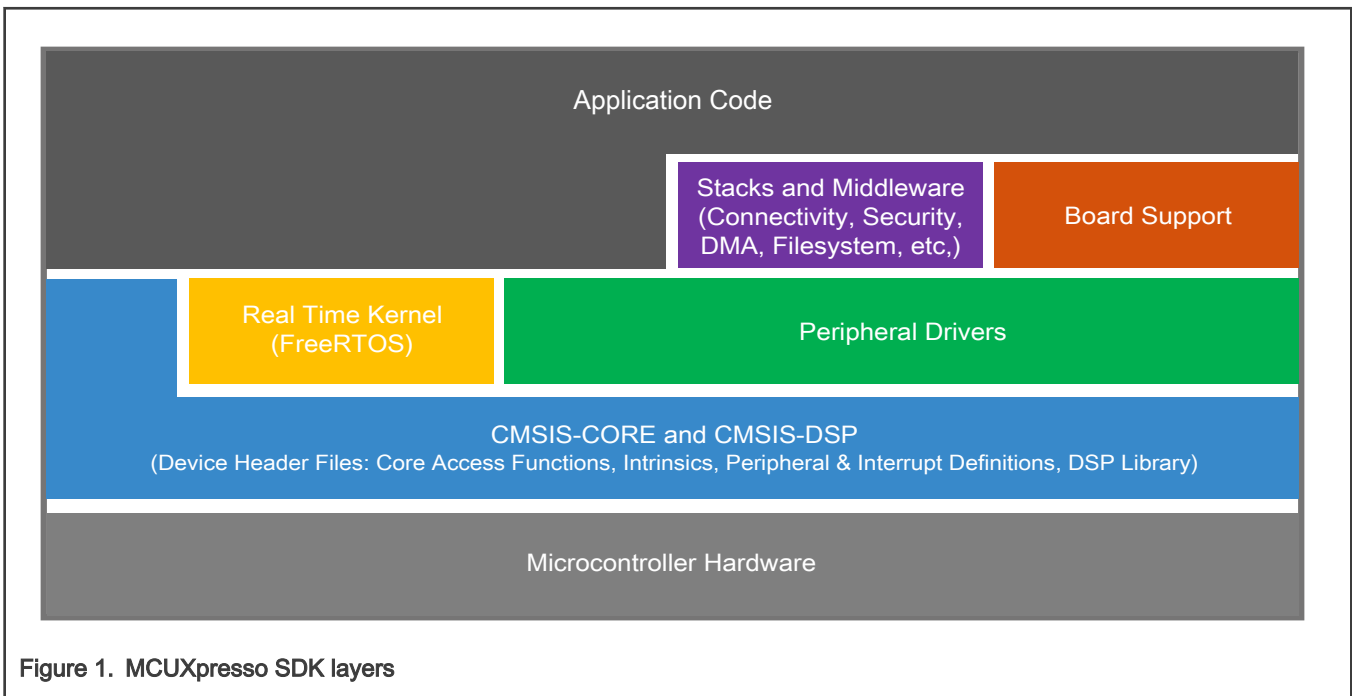 Application Code
Stacks and Middleware
(Connectivity, Security,
DMA, Filesystem, etc,)
Board Support
Real Time Kernel
(FreeRTOS)
Peripheral Drivers
CMSIS-CORE and CMSIS-DSP
(Device Header Files: Core Access Functions, Intrinsics, Peripheral & Interrupt Definitions, DSP Library)
Microcontroller Hardware
Figure 1. MCUXpresso SDK layers